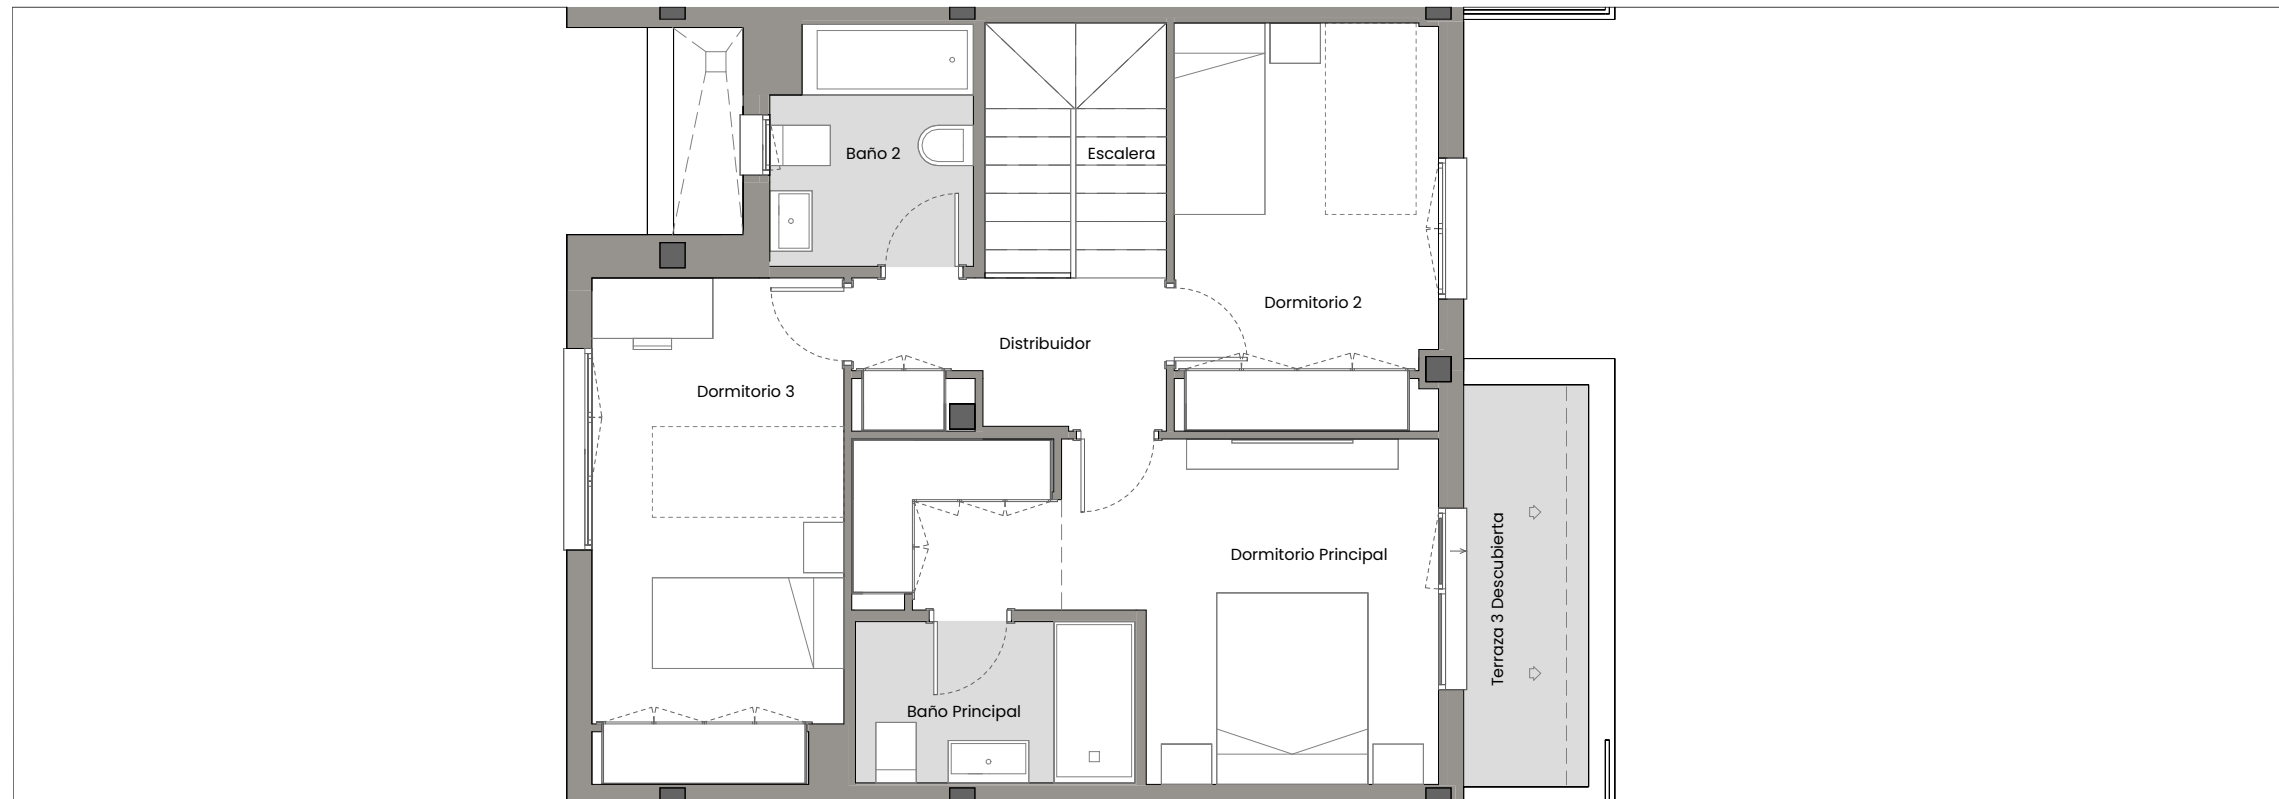 Baño 2
Escalera
Dormitorio 2
Distribuidor
Dormitorio 3
Dormitorio Principal
Terraza 3 Descubierta
Baño Principal